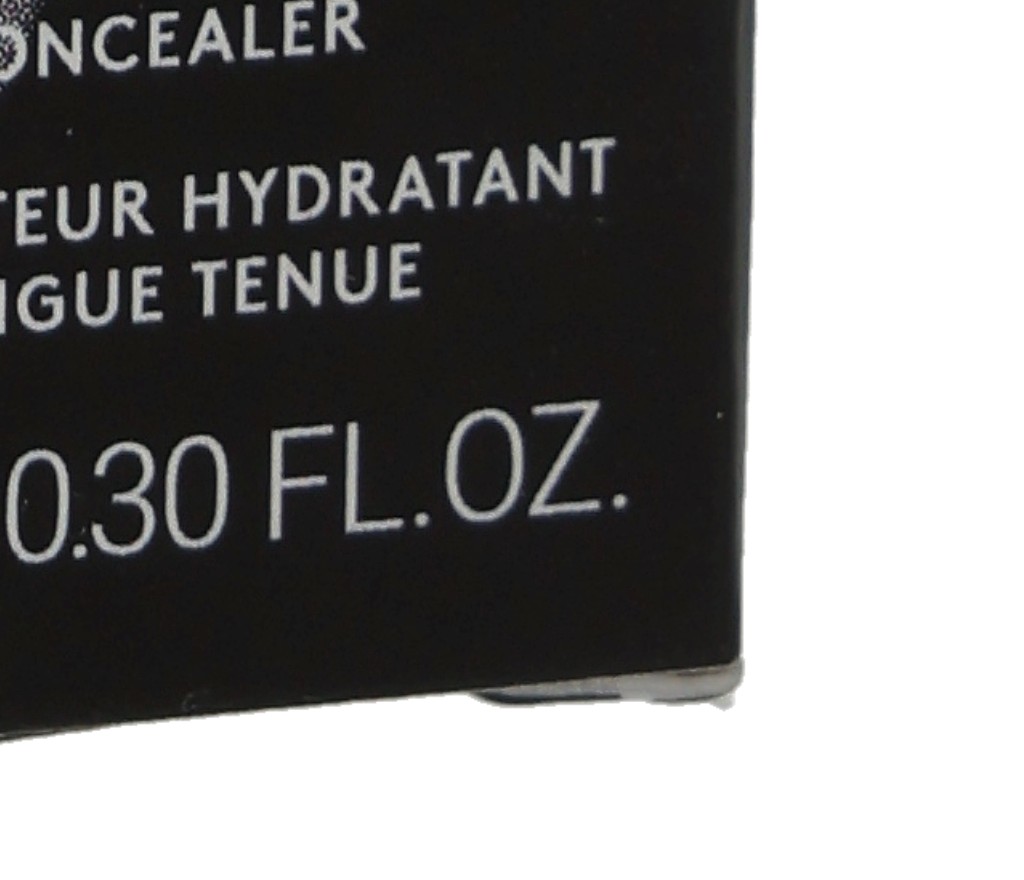 ONCEALER
TEUR HYDRATANT
IGUE TENUE
0.30 FL.OZ.